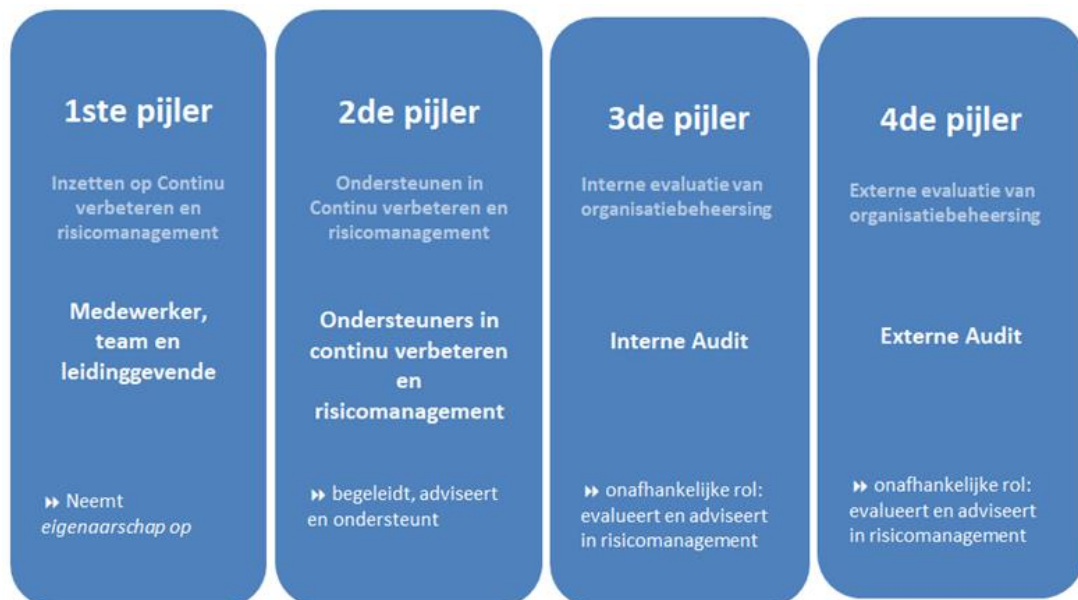 1ste pijler
Inzetten op Continu
verbeteren en
risicomanagement
Medewerker,
team en
leidinggevende
▸▸ Neemt
eigenaarschap op
2de pijler
Ondersteunen in
Continu verbeteren en
risicomanagement
Ondersteuners in
continu verbeteren
en
risicomanagement
▸▸ begeleidt, adviseert
en ondersteunt
3de pijler
Interne evaluatie van
organisatiebeheersing
Interne Audit
▸▸ onafhankelijke rol:
evalueert en adviseert
in risicomanagement
4de pijler
Externe evaluatie van
organisatiebeheersing
Externe Audit
▸▸ onafhankelijke rol:
evalueert en adviseert
in risicomanagement